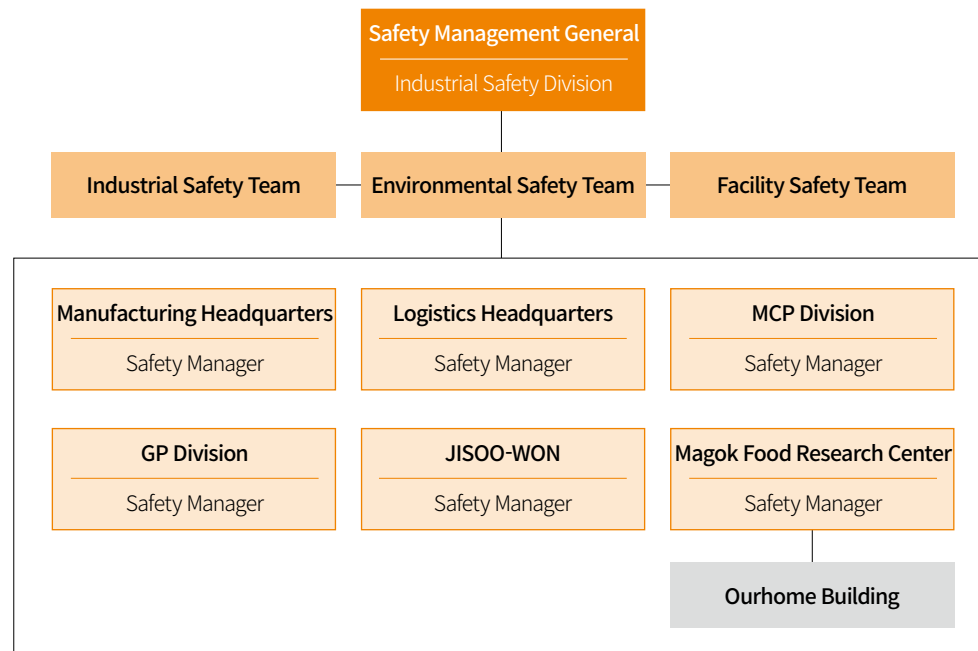 Safety Management General
Industrial Safety Division
Industrial Safety Team
Environmental Safety Team
Facility Safety Team
Manufacturing Headquarters
Safety Manager
Logistics Headquarters
Safety Manager
MCP Division
Safety Manager
GP Division
Safety Manager
JISOO-WON
Safety Manager
Magok Food Research Center
Safety Manager
Ourhome Building